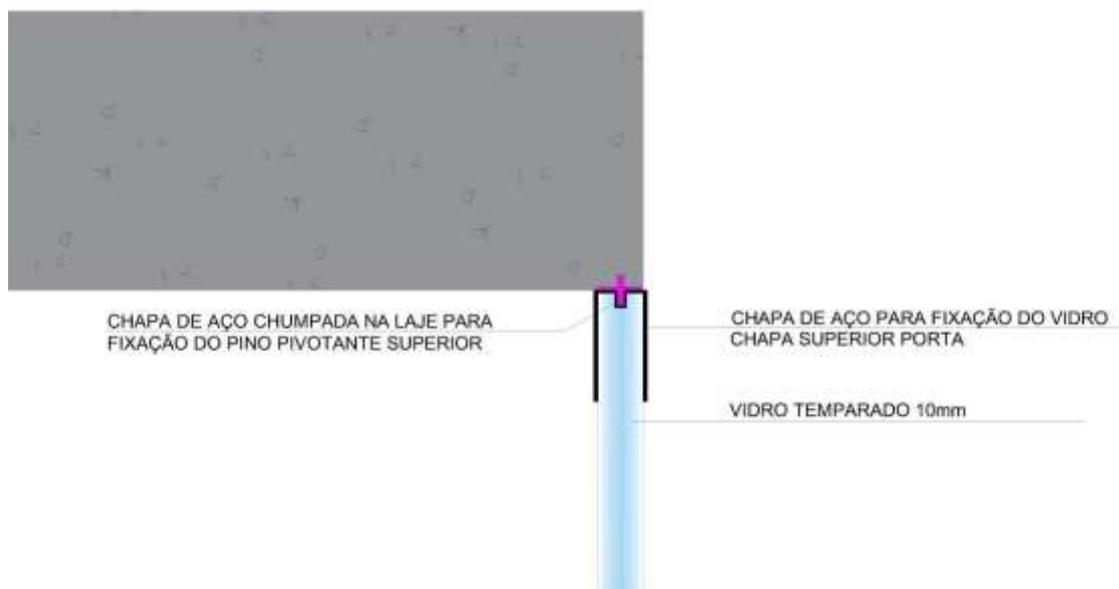 CHAPA DE AÇO CHUMPADA NA LAJE PARA
FIXAÇÃO DO PINO PIVOTANTE SUPERIOR
CHAPA DE AÇO PARA FIXAÇÃO DO VIDRO
CHAPA SUPERIOR PORTA
VIDRO TEMPARADO 10mm